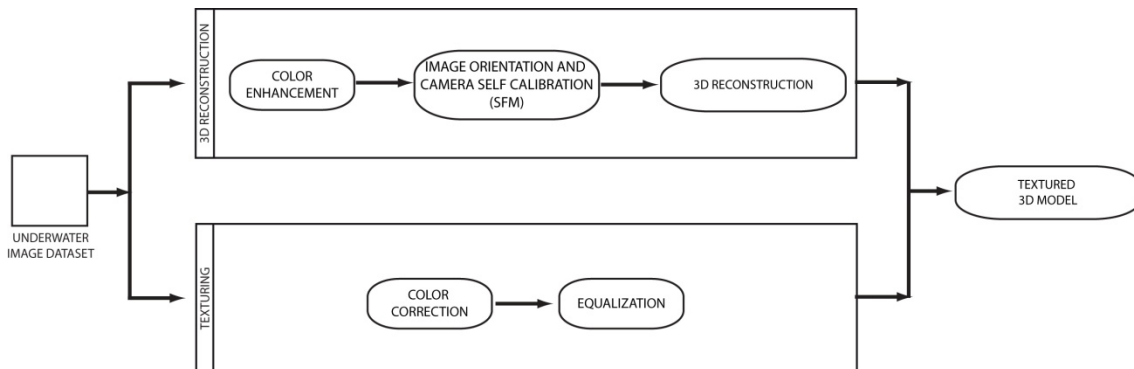 3D RECONSTRUCTION
COLOR
ENHANCEMENT
IMAGE ORIENTATION AND
CAMERA SELF CALIBRATION
(SFM)
3D RECONSTRUCTION
UNDERWATER
IMAGE DATASET
TEXTURED
3D MODEL
TEXTURING
COLOR
CORRECTION
EQUALIZATION